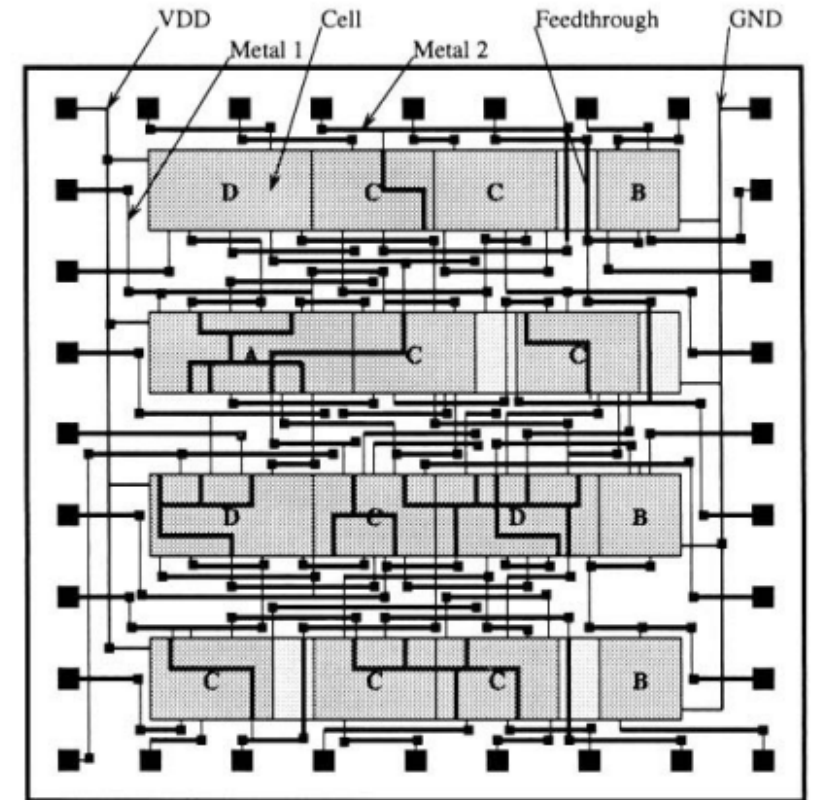 VDD Cell Feedthrough GND
Metal 1 Metal 2
D C C B
A C C
D C D B
C C C B